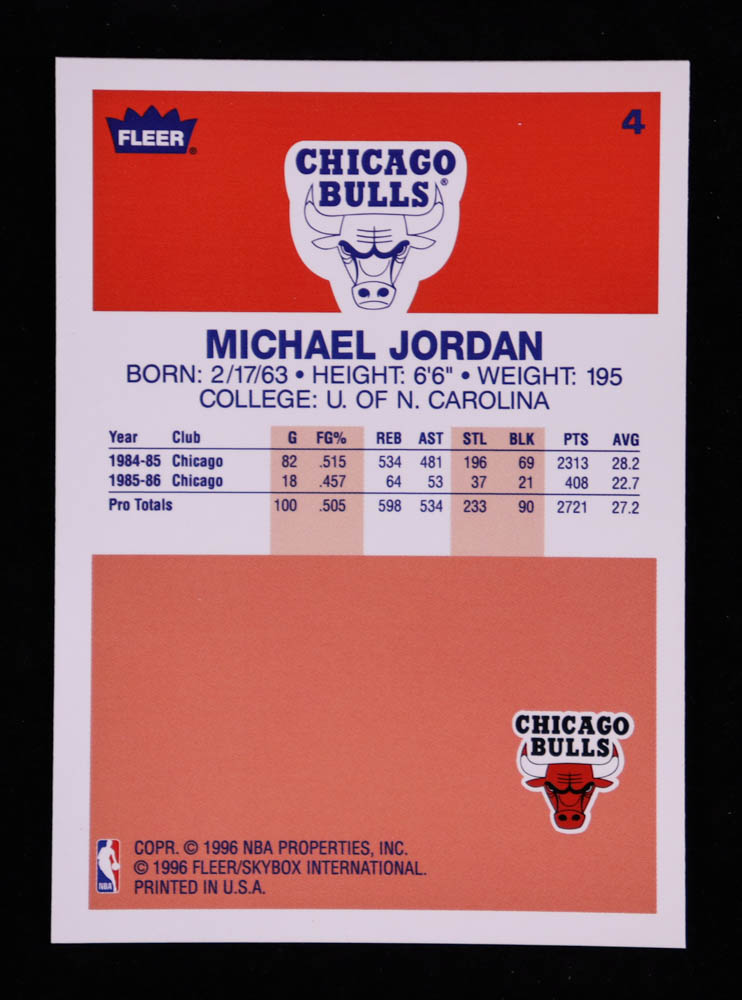 FLEER®
4
CHICAGO
BULLS®
MICHAEL JORDAN
BORN: 2/17/63 • HEIGHT: 6'6" • WEIGHT: 195
COLLEGE: U. OF N. CAROLINA
Year Club G FG% REB AST STL BLK PTS AVG
1984-85 Chicago 82 .515 534 481 196 69 2313 28.2
1985-86 Chicago 18 .457 64 53 37 21 408 22.7
Pro Totals 100 .505 598 534 233 90 2721 27.2
CHICAGO
BULLS
NBA
COPR. © 1996 NBA PROPERTIES, INC.
© 1996 FLEER/SKYBOX INTERNATIONAL.
PRINTED IN U.S.A.